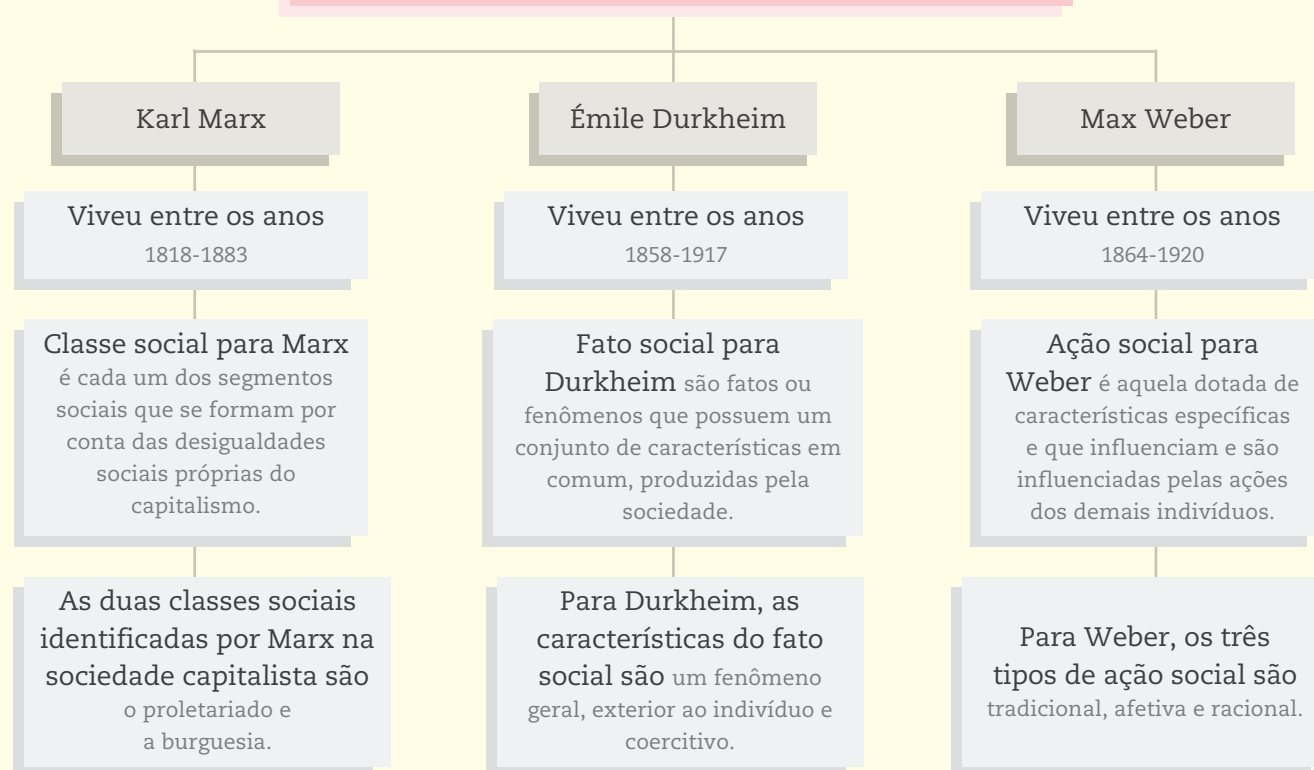 Karl Marx
Viveu entre os anos
1818-1883
Classe social para Marx
é cada um dos segmentos
sociais que se formam por
conta das desigualdades
sociais próprias do
capitalismo.
As duas classes sociais
identificadas por Marx na
sociedade capitalista são
o proletariado e
a burguesia.
Émile Durkheim
Viveu entre os anos
1858-1917
Fato social para
Durkheim são fatos ou
fenômenos que possuem um
conjunto de características em
comum, produzidas pela
sociedade.
Para Durkheim, as
características do fato
social são um fenômeno
geral, exterior ao indivíduo e
coercitivo.
Max Weber
Viveu entre os anos
1864-1920
Ação social para
Weber é aquela dotada de
características específicas
e que influenciam e são
influenciadas pelas ações
dos demais indivíduos.
Para Weber, os três
tipos de ação social são
tradicional, afetiva e racional.